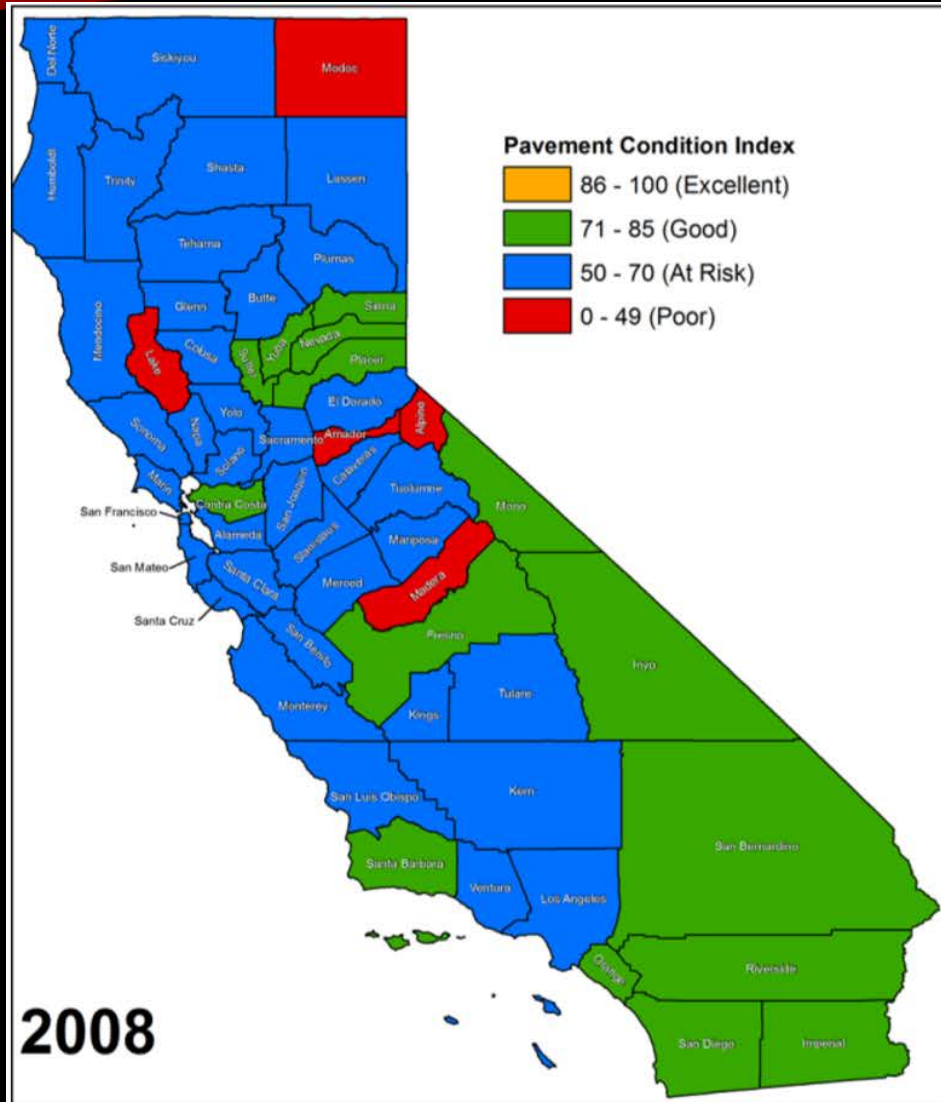 Del Norte
Siskiyou
Modoc
Humboldt
Trinity
Shasta
Lassen
Pavement Condition Index
86 - 100 (Excellent)
71 - 85 (Good)
50 - 70 (At Risk)
0 - 49 (Poor)
Tehama
Plumas
Mendocino
Glenn
Butte
Sierra
Lake
Colusa
Sutter
Yuba
Nevada
Placer
Sonoma
Napa
Yolo
El Dorado
Solano
Sacramento
Amador
Alpine
Marin
Calaveras
Tuolumne
San Francisco
Contra Costa
San Joaquin
Mono
Alameda
Stanislaus
Mariposa
San Mateo
Santa Clara
Merced
Madera
Santa Cruz
San Benito
Fresno
Inyo
Monterey
Kings
Tulare
San Luis Obispo
Kern
San Bernardino
Santa Barbara
Ventura
Los Angeles
Orange
Riverside
2008
San Diego
Imperial